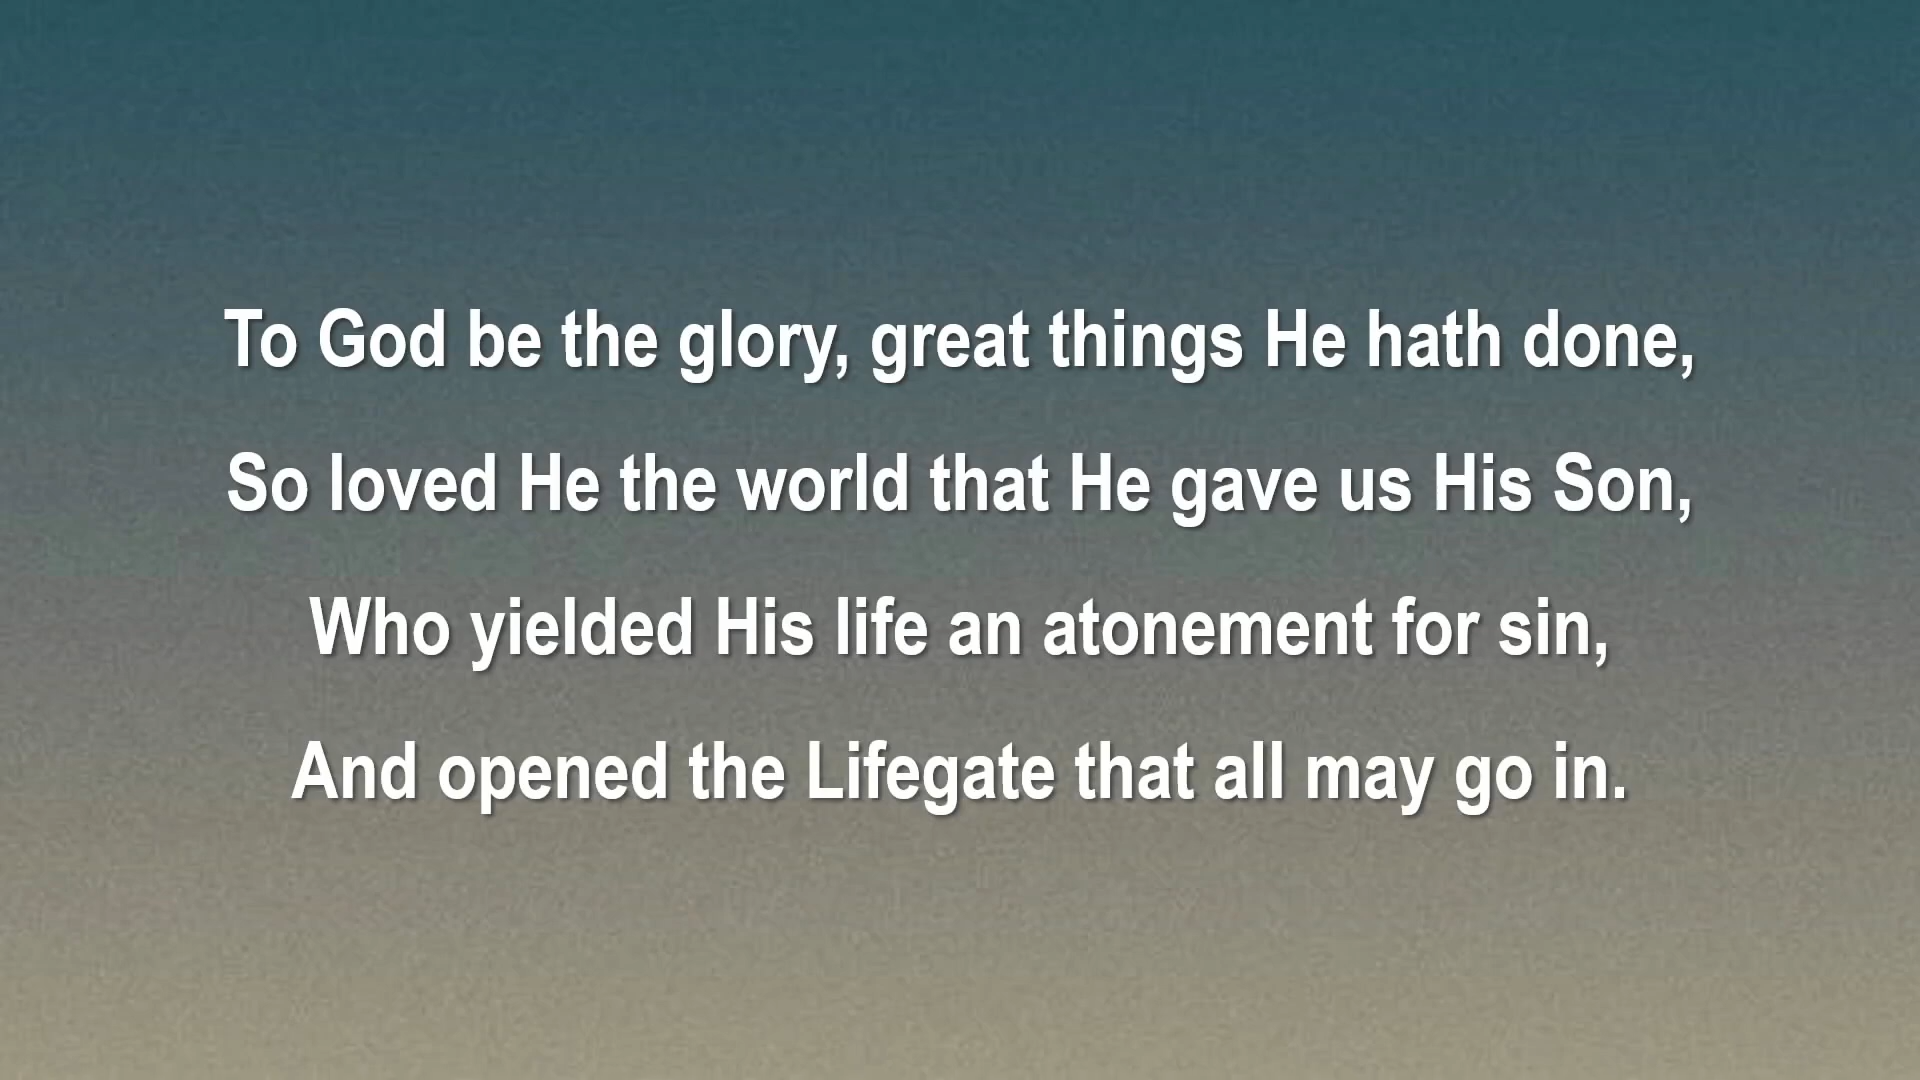 To God be the glory, great things He hath done,
So loved He the world that He gave us His Son,
Who yielded His life an atonement for sin,
And opened the Lifegate that all may go in.